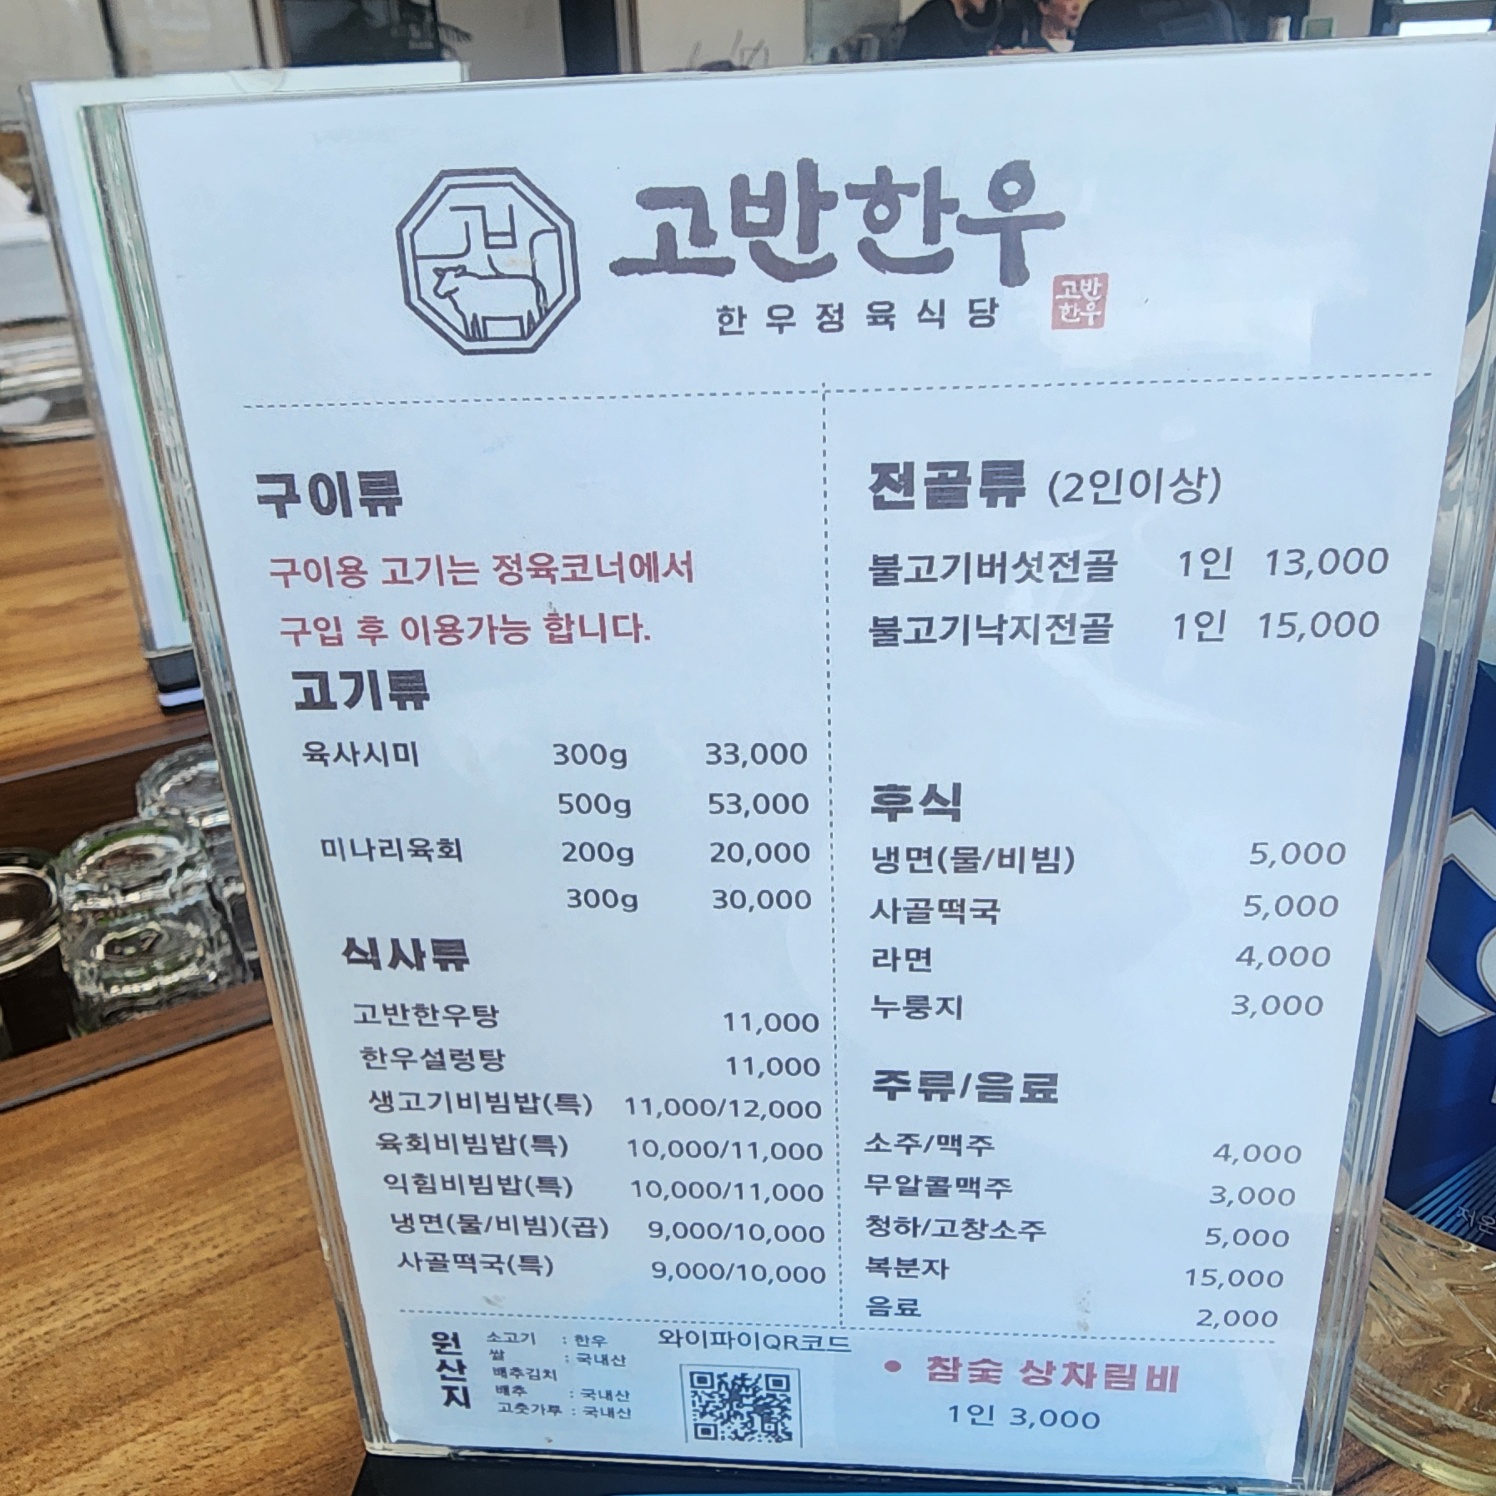 고반한우
한우정육식당
고반
한우
구이류
구이용 고기는 정육코너에서
구입 후 이용가능 합니다.
고기류
육사시미 300g 33,000
500g 53,000
미나리육회 200g 20,000
300g 30,000
식사류
고반한우탕 11,000
한우설렁탕 11,000
생고기비빔밥(특) 11,000/12,000
육회비빔밥(특) 10,000/11,000
익힘비빔밥(특) 10,000/11,000
냉면(물/비빔)(곱) 9,000/10,000
사골떡국(특) 9,000/10,000
전골류 (2인이상)
불고기버섯전골 1인 13,000
불고기낙지전골 1인 15,000
후식
냉면(물/비빔) 5,000
사골떡국 5,000
라면 4,000
누룽지 3,000
주류/음료
소주/맥주 4,000
무알콜맥주 3,000
청하/고창소주 5,000
복분자 15,000
음료 2,000
원산지
소고기 : 한우
쌀 : 국내산
배추김치
배추 : 국내산
고춧가루 : 국내산
와이파이QR코드
• 참숯 상차림비
1인 3,000